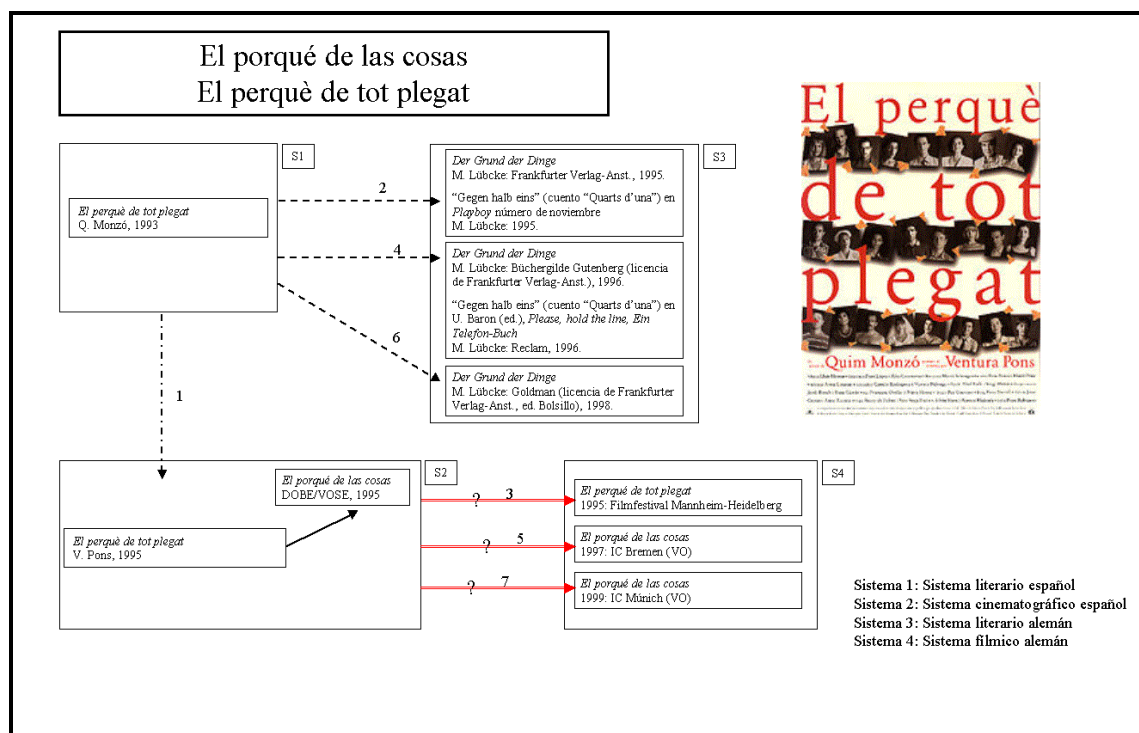 El porqué de las cosas
El perquè de tot plegat
S1
El perquè de tot plegat
Q. Monzó, 1993
2
4
6
1
S3
Der Grund der Dinge
M. Lübcke: Frankfurter Verlag-Anst., 1995.
“Gegen halb eins” (cuento “Quarts d’una”) en
Playboy número de noviembre
M. Lübcke: 1995.
Der Grund der Dinge
M. Lübcke: Büchergilde Gutenberg (licencia
de Frankfurter Verlag-Anst.), 1996.
“Gegen halb eins” (cuento “Quarts d’una”) en
U. Baron (ed.), Please, hold the line, Ein
Telefon-Buch
M. Lübcke: Reclam, 1996.
Der Grund der Dinge
M. Lübcke: Goldman (licencia de Frankfurter
Verlag-Anst., ed. Bolsillo), 1998.
El perquè
de tot
plegat
Quim Monzó
Ventura Pons
S2
El porqué de las cosas
DOBE/VOSE, 1995
El perquè de tot plegat
V. Pons, 1995
? 3
? 5
? 7
S4
El perqué de tot plegat
1995: Filmfestival Mannheim-Heidelberg
El porqué de las cosas
1997: IC Bremen (VO)
El porqué de las cosas
1999: IC Múnich (VO)
Sistema 1: Sistema literario español
Sistema 2: Sistema cinematográfico español
Sistema 3: Sistema literario alemán
Sistema 4: Sistema fílmico alemán